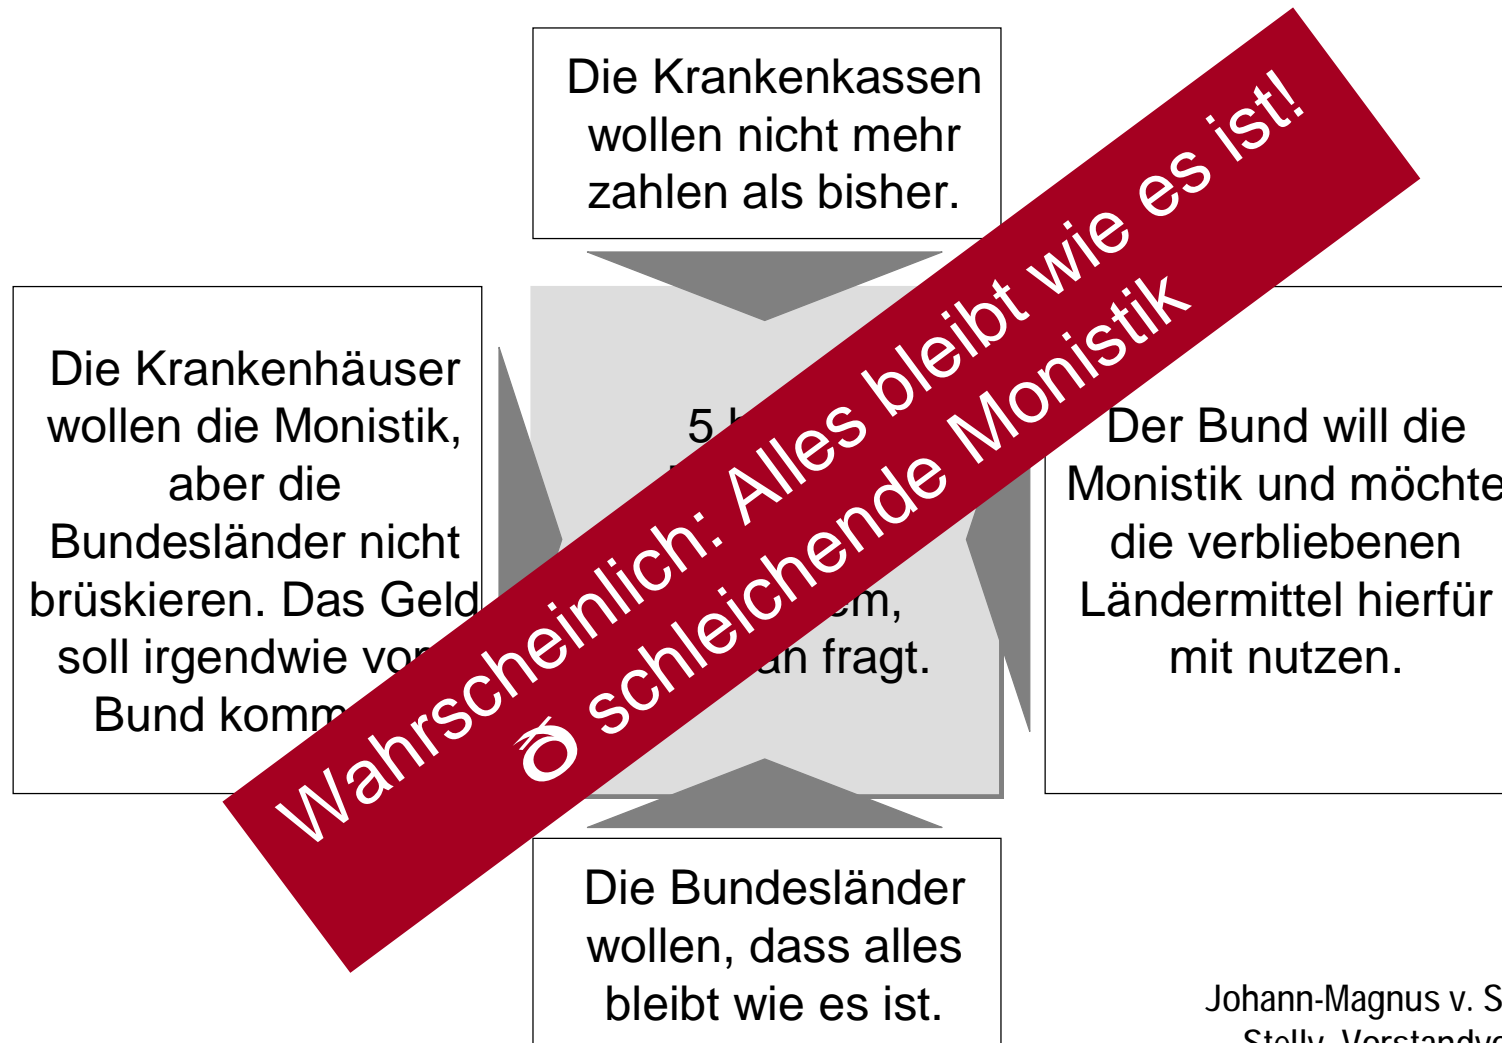 Die Krankenkassen
wollen nicht mehr
zahlen als bisher.
Die Krankenhäuser
wollen die Monistik,
aber die
Bundesländer nicht
brüskieren. Das Geld
soll irgendwie
Bund
5
fragt.
Wahrscheinlich: Alles bleibt wie es ist!
ð schleichende Monistik
Der Bund will die
Monistik und möchte
die verbliebenen
Ländermittel hierfür
mit nutzen.
Die Bundesländer
wollen, dass alles
bleibt wie es ist.
Johann-Magnus v. S